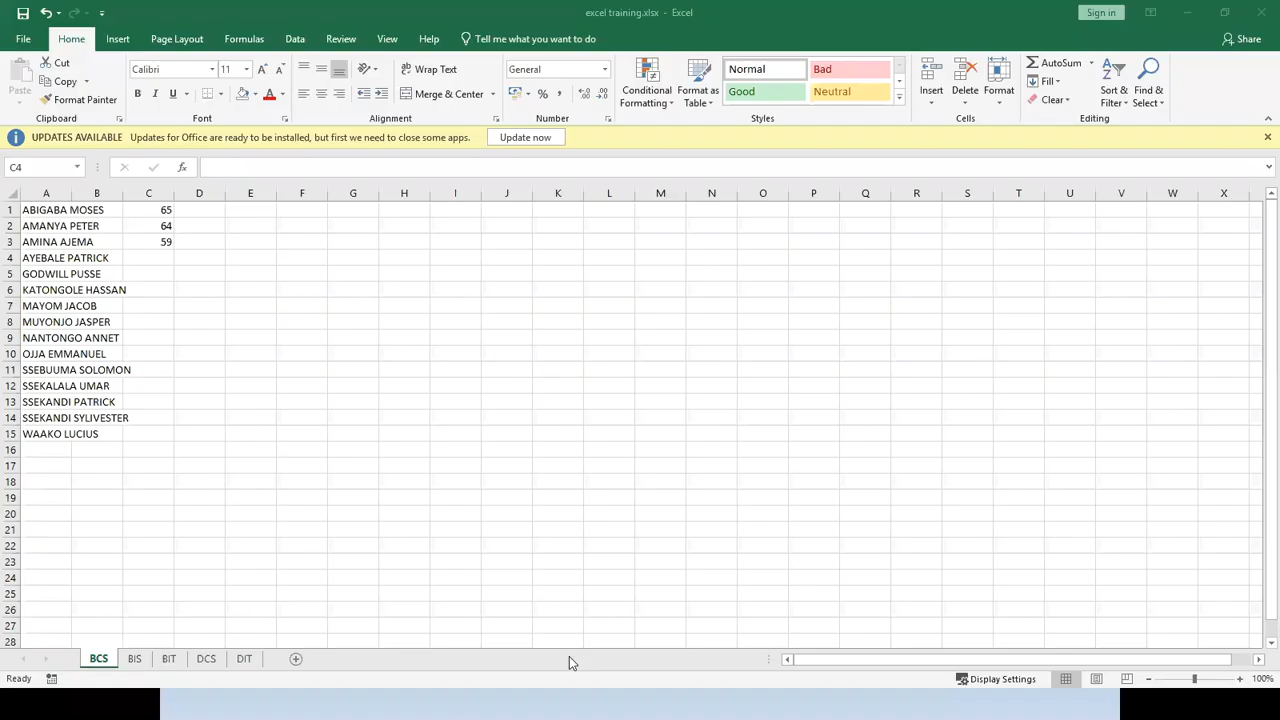 excel training.xlsx - Excel
Sign in
File Home Insert Page Layout Formulas Data Review View Help Tell me what you want to do Share
Paste Cut Copy Format Painter
Clipboard
Calibri 11 A A
B I U A
Font
Wrap Text
Merge & Center
Alignment
General
% ,
Number
Conditional Formatting
Format as Table
Normal Bad
Good Neutral
Styles
Insert Delete Format
Cells
AutoSum
Fill
Clear
Sort & Filter
Find & Select
Editing
UPDATES AVAILABLE Updates for Office are ready to be installed, but first we need to close some apps. Update now
C4 fx
A B C D E F G H I J K L M N O P Q R S T U V W X
1 ABIGABA MOSES 65
2 AMANYA PETER 64
3 AMINA AJEMA 59
4 AYEBALE PATRICK
5 GODWILL PUSSE
6 KATONGOLE HASSAN
7 MAYOM JACOB
8 MUYONJO JASPER
9 NANTONGO ANNET
10 OJJA EMMANUEL
11 SSEBUUMA SOLOMON
12 SSEKALALA UMAR
13 SSEKANDI PATRICK
14 SSEKANDI SYLIVESTER
15 WAAKO LUCIUS
16
17
18
19
20
21
22
23
24
25
26
27
28
BCS BIS BIT DCS DIT
Ready Display Settings 100%